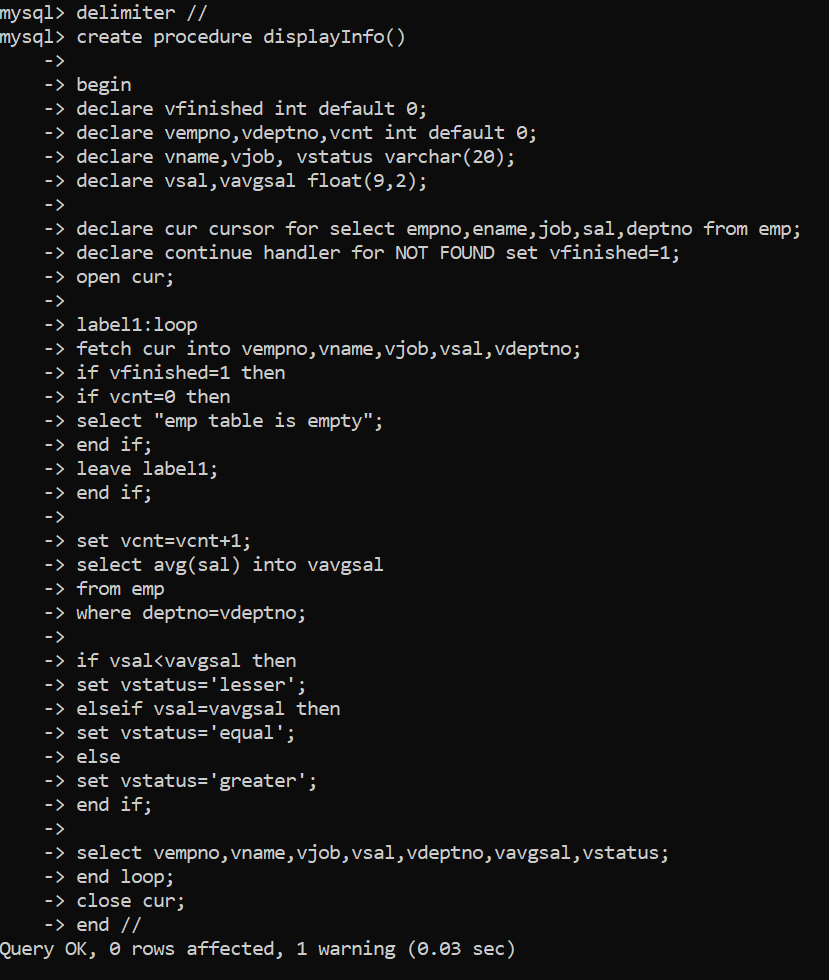 mysql> delimiter //
mysql> create procedure displayInfo()
    ->
    -> begin
    -> declare vfinished int default 0;
    -> declare vempno,vdeptno,vcnt int default 0;
    -> declare vname,vjob, vstatus varchar(20);
    -> declare vsal,vavgsal float(9,2);
    ->
    -> declare cur cursor for select empno,ename,job,sal,deptno from emp;
    -> declare continue handler for NOT FOUND set vfinished=1;
    -> open cur;
    ->
    -> label1:loop
    -> fetch cur into vempno,vname,vjob,vsal,vdeptno;
    -> if vfinished=1 then
    -> if vcnt=0 then
    -> select "emp table is empty";
    -> end if;
    -> leave label1;
    -> end if;
    ->
    -> set vcnt=vcnt+1;
    -> select avg(sal) into vavgsal
    -> from emp
    -> where deptno=vdeptno;
    ->
    -> if vsal<vavgsal then
    -> set vstatus='lesser';
    -> elseif vsal=vavgsal then
    -> set vstatus='equal';
    -> else
    -> set vstatus='greater';
    -> end if;
    ->
    -> select vempno,vname,vjob,vsal,vdeptno,vavgsal,vstatus;
    -> end loop;
    -> close cur;
    -> end //
Query OK, 0 rows affected, 1 warning (0.03 sec)